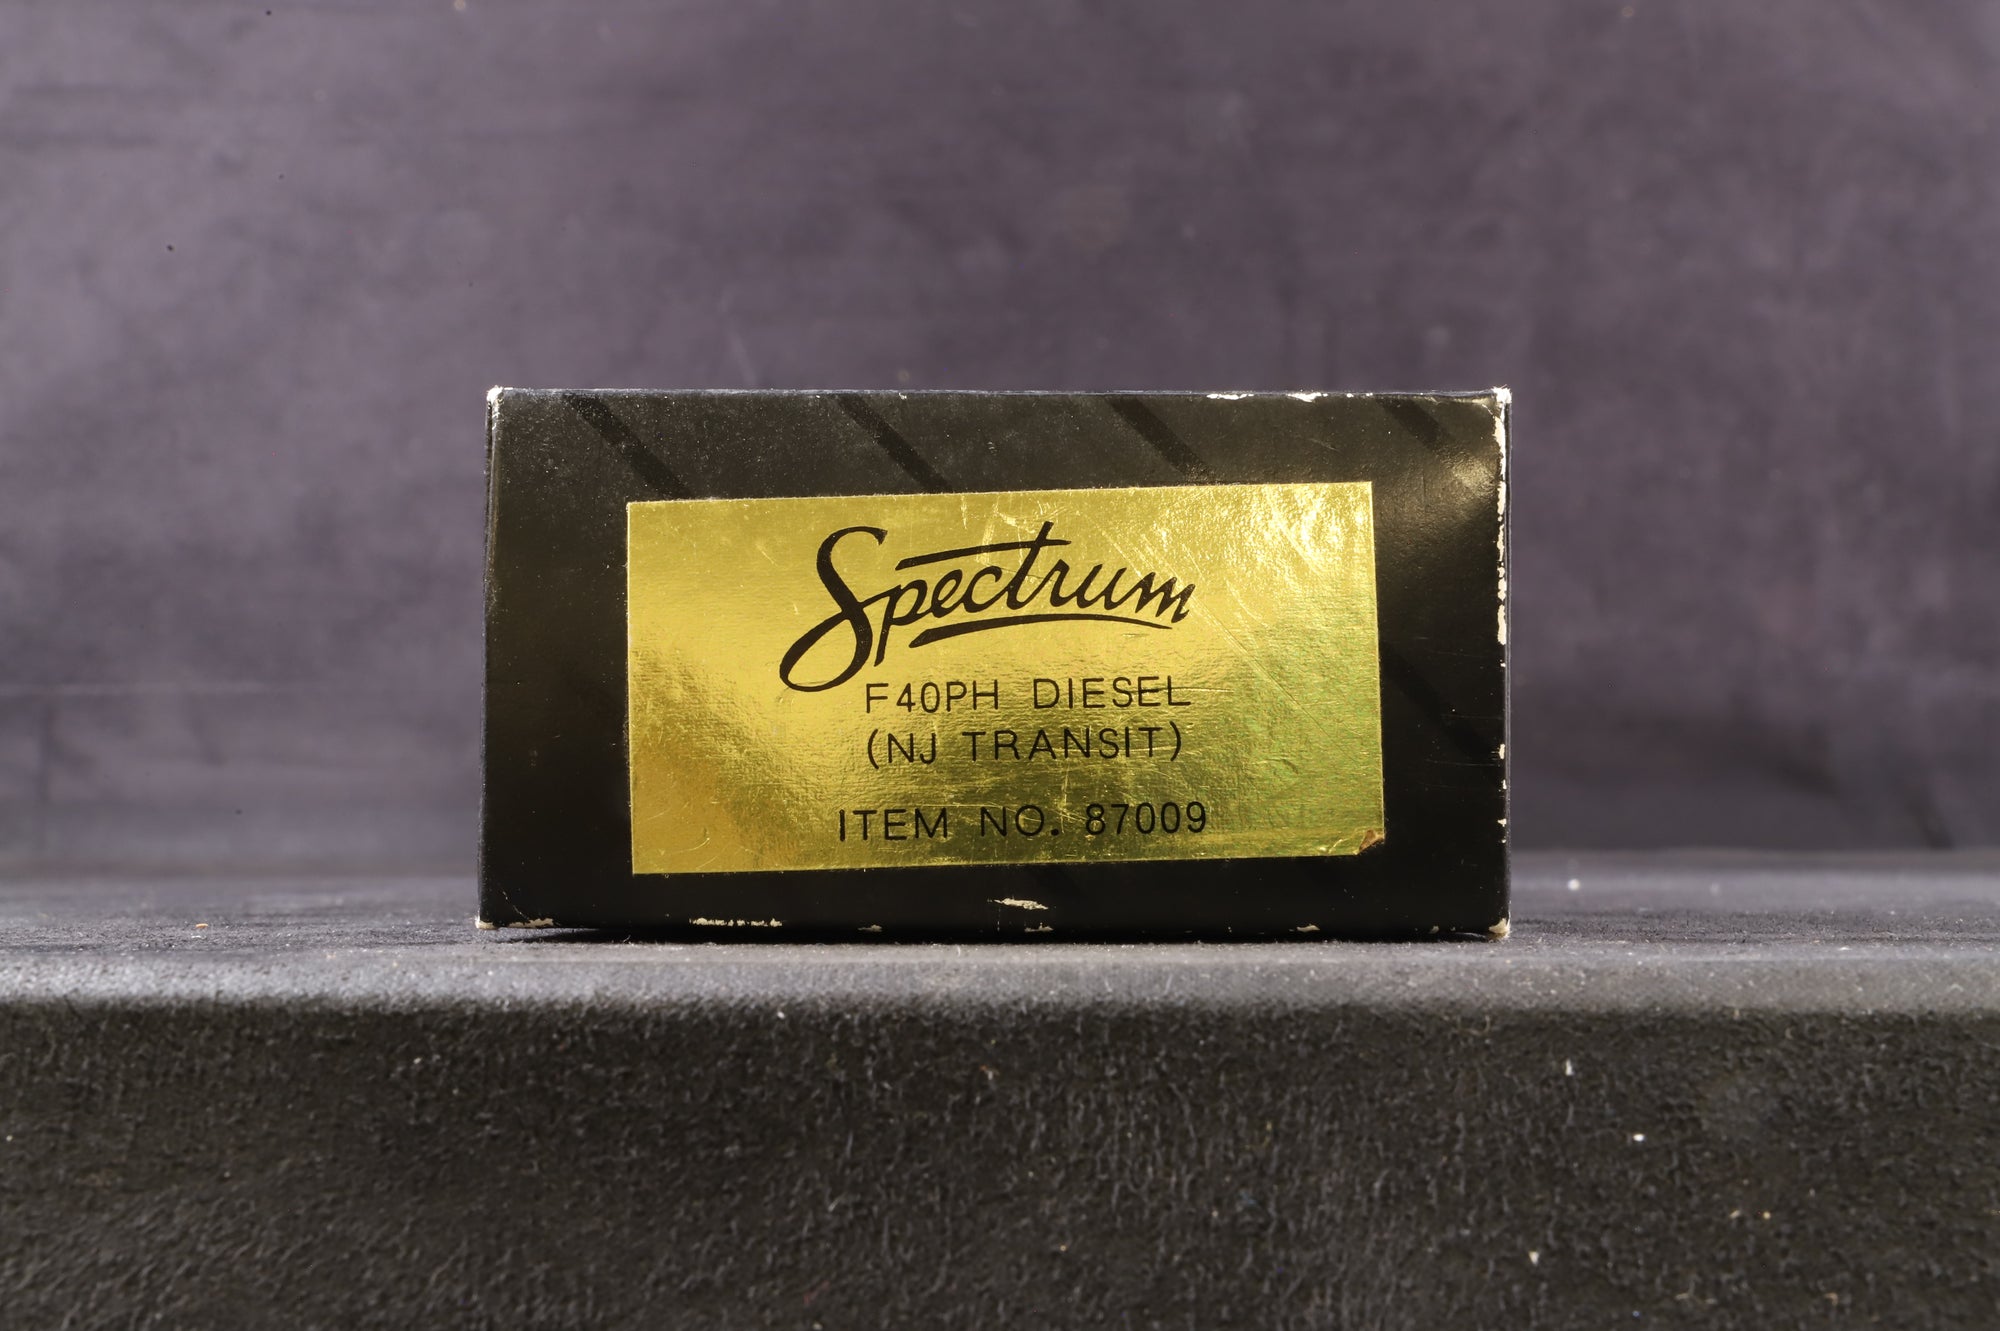 Spectrum
F40PH DIESEL
(NJ TRANSIT)
ITEM NO. 87009